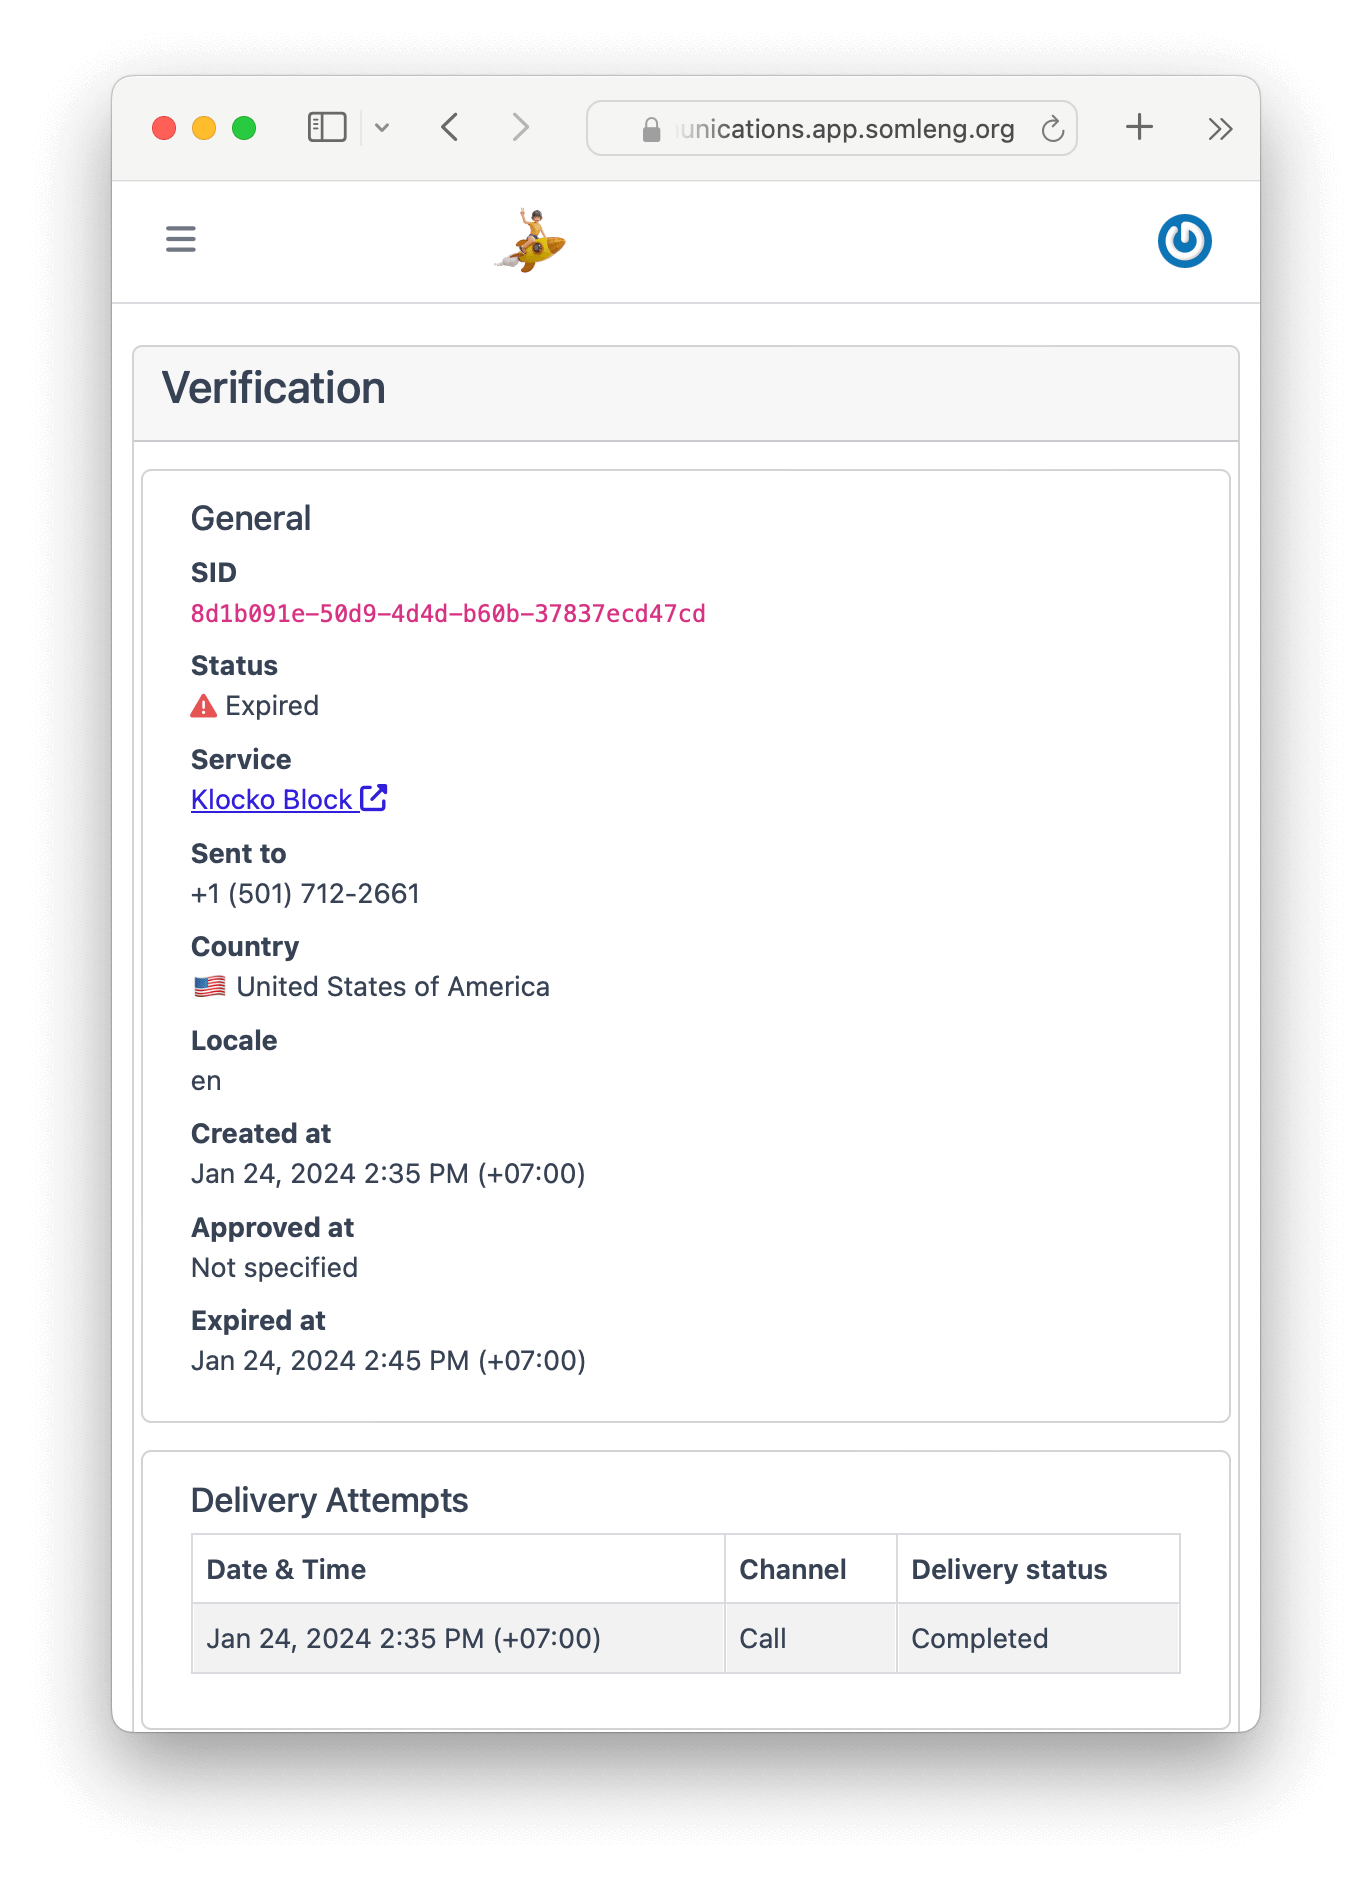 unications.app.somleng.org
Verification
General
SID
8d1b091e-50d9-4d4d-b60b-37837ecd47cd
Status
Expired
Service
Klocko Block
Sent to
+1 (501) 712-2661
Country
United States of America
Locale
en
Created at
Jan 24, 2024 2:35 PM (+07:00)
Approved at
Not specified
Expired at
Jan 24, 2024 2:45 PM (+07:00)
Delivery Attempts
Date & Time Channel Delivery status
Jan 24, 2024 2:35 PM (+07:00) Call Completed